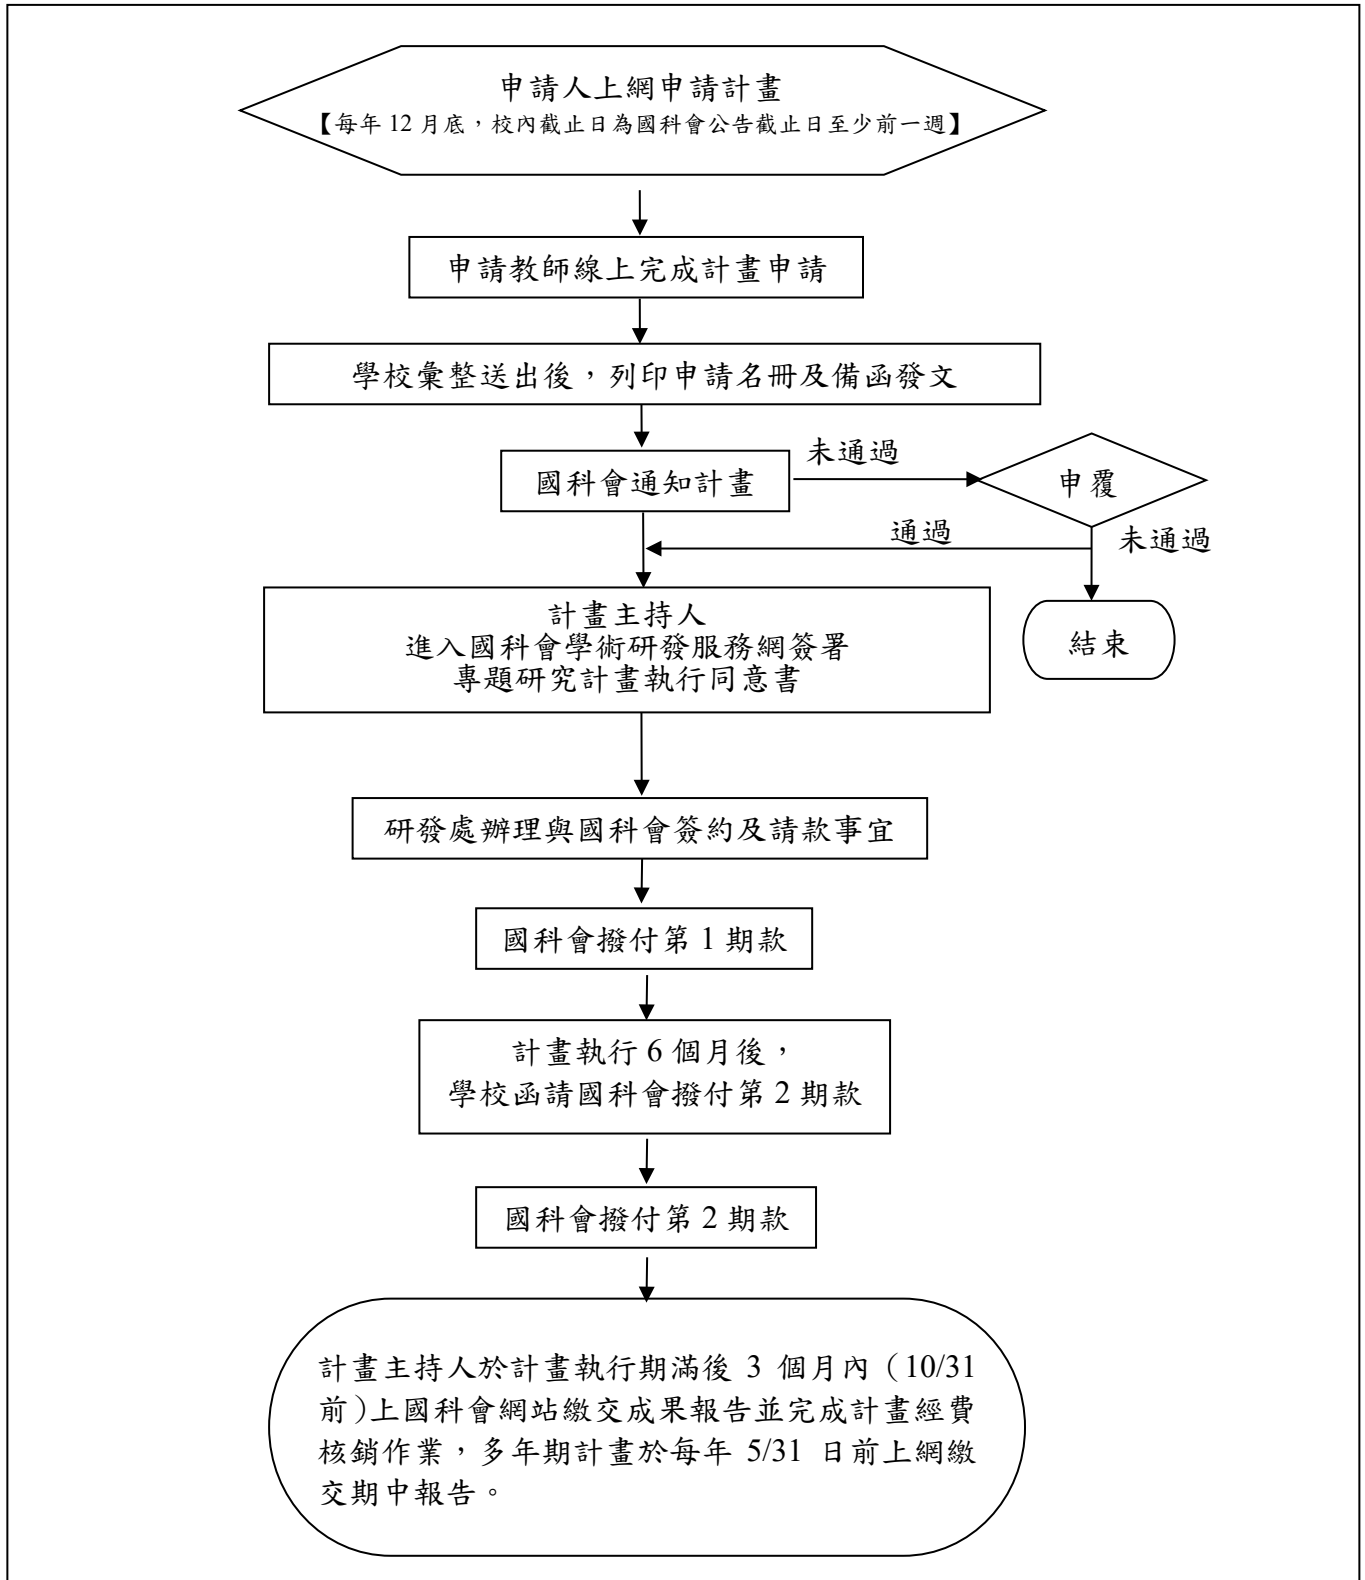 申請人上網申請計畫
【每年 12 月底，校內截止日為國科會公告截止日至少前一週】
申請教師線上完成計畫申請
學校彙整送出後，列印申請名冊及備函發文
國科會通知計畫
未通過
申覆
通過
未通過
結束
計畫主持人
進入國科會學術研發服務網簽署
專題研究計畫執行同意書
研發處辦理與國科會簽約及請款事宜
國科會撥付第 1 期款
計畫執行 6 個月後，
學校函請國科會撥付第 2 期款
國科會撥付第 2 期款
計畫主持人於計畫執行期滿後 3 個月內（10/31
前）上國科會網站繳交成果報告並完成計畫經費
核銷作業，多年期計畫於每年 5/31 日前上網繳
交期中報告。